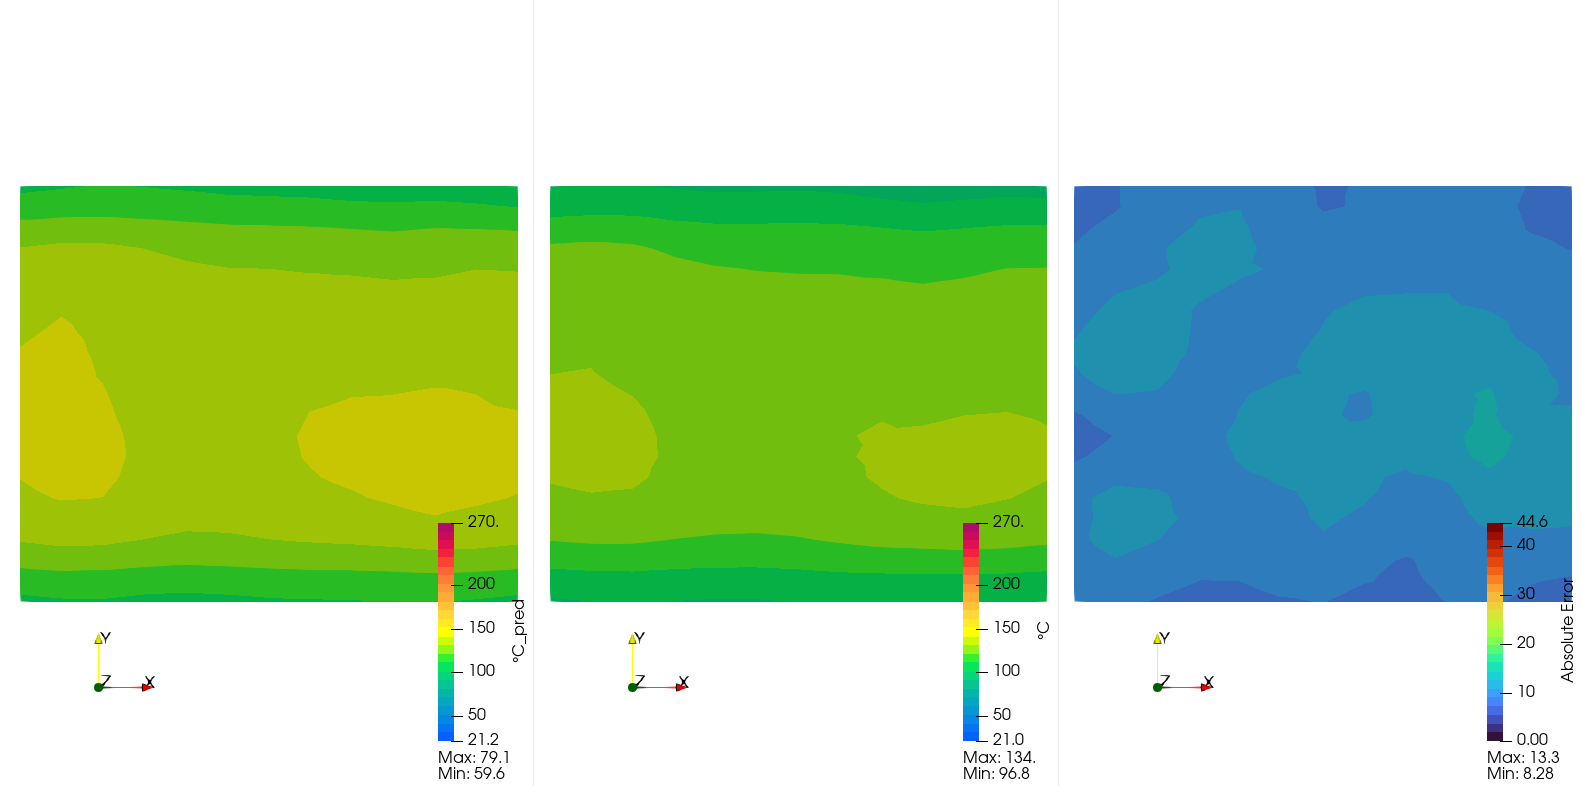 270.
200
150
100
50
21.2
°C_pred
Max: 79.1
Min: 59.6
Y
Z
X
270.
200
150
100
50
21.0
°C
Max: 134.
Min: 96.8
Y
Z
X
44.6
40
30
20
10
0.00
Absolute Error
Max: 13.3
Min: 8.28
Y
Z
X